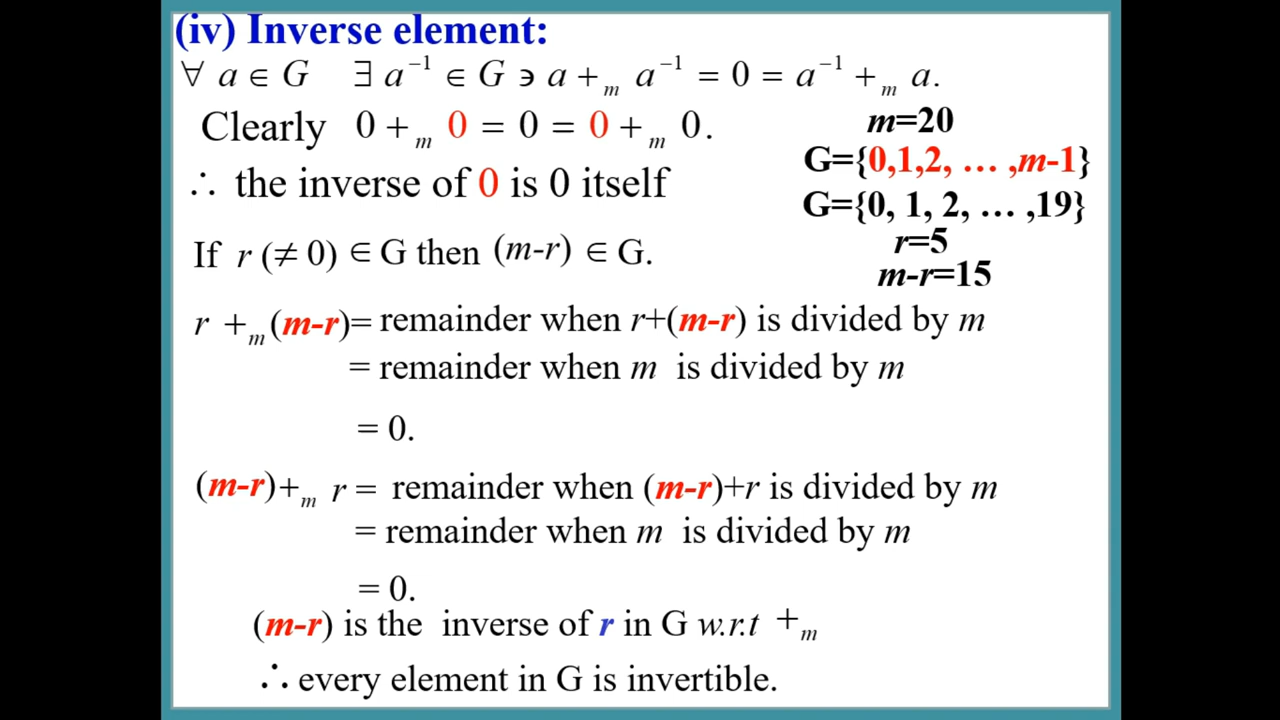 (iv) Inverse element:
∀ a ∈ G ∃ a⁻¹ ∈ G ∍ a +ₘ a⁻¹ = 0 = a⁻¹ +ₘ a.
Clearly 0 +ₘ 0 = 0 = 0 +ₘ 0.
m=20
G={0,1,2, … ,m-1}
∴ the inverse of 0 is 0 itself
G={0, 1, 2, … ,19}
r=5
If r (≠ 0) ∈ G then (m-r) ∈ G.
m-r=15
r +ₘ (m-r)= remainder when r+(m-r) is divided by m
= remainder when m is divided by m
= 0.
(m-r)+ₘ r = remainder when (m-r)+r is divided by m
= remainder when m is divided by m
= 0.
(m-r) is the inverse of r in G w.r.t +ₘ
∴ every element in G is invertible.